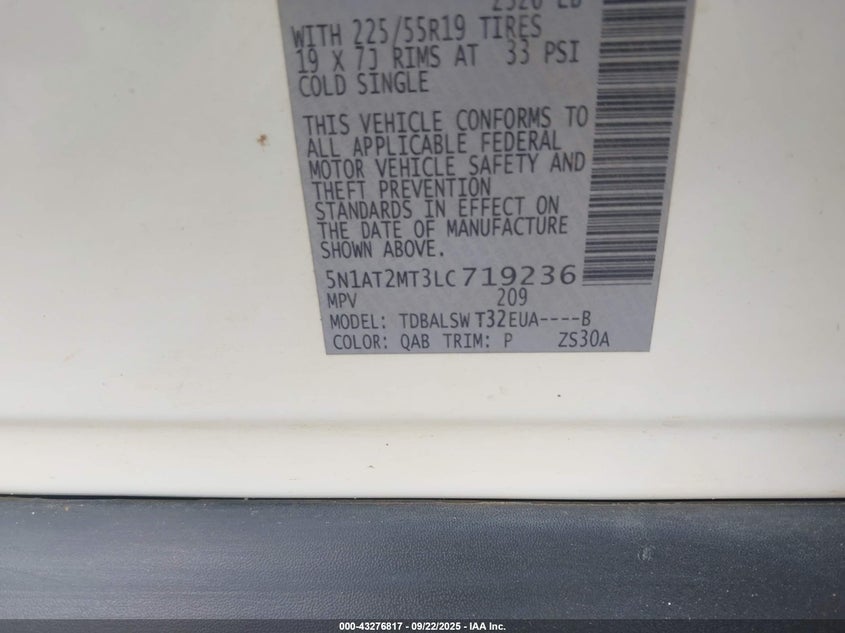 WITH 225/55R19 TIRES
19 X 7J RIMS AT 33 PSI
COLD SINGLE
THIS VEHICLE CONFORMS TO
ALL APPLICABLE FEDERAL
MOTOR VEHICLE SAFETY AND
THEFT PREVENTION
STANDARDS IN EFFECT ON
THE DATE OF MANUFACTURE
SHOWN ABOVE.
5N1AT2MT3LC719236
MPV 209
MODEL: TDBALSW T32EUA----B
COLOR: QAB TRIM: P ZS30A
000-43276817 - 09/22/2025 - IAA Inc.